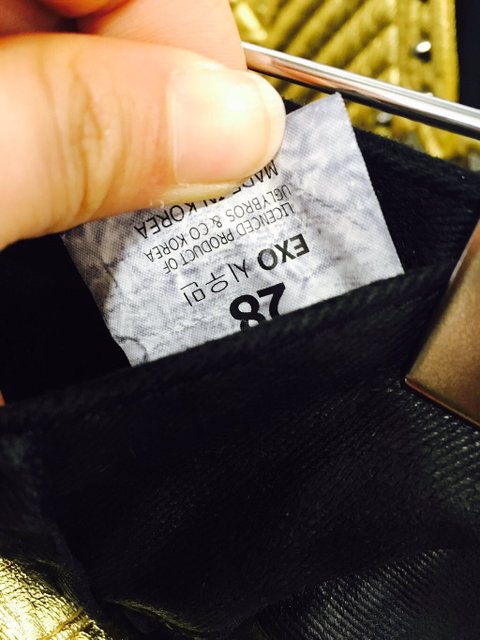 28
EXO 시우민
LICENCED PRODUCT OF
UGLYBROS & CO KOREA
MADE IN KOREA